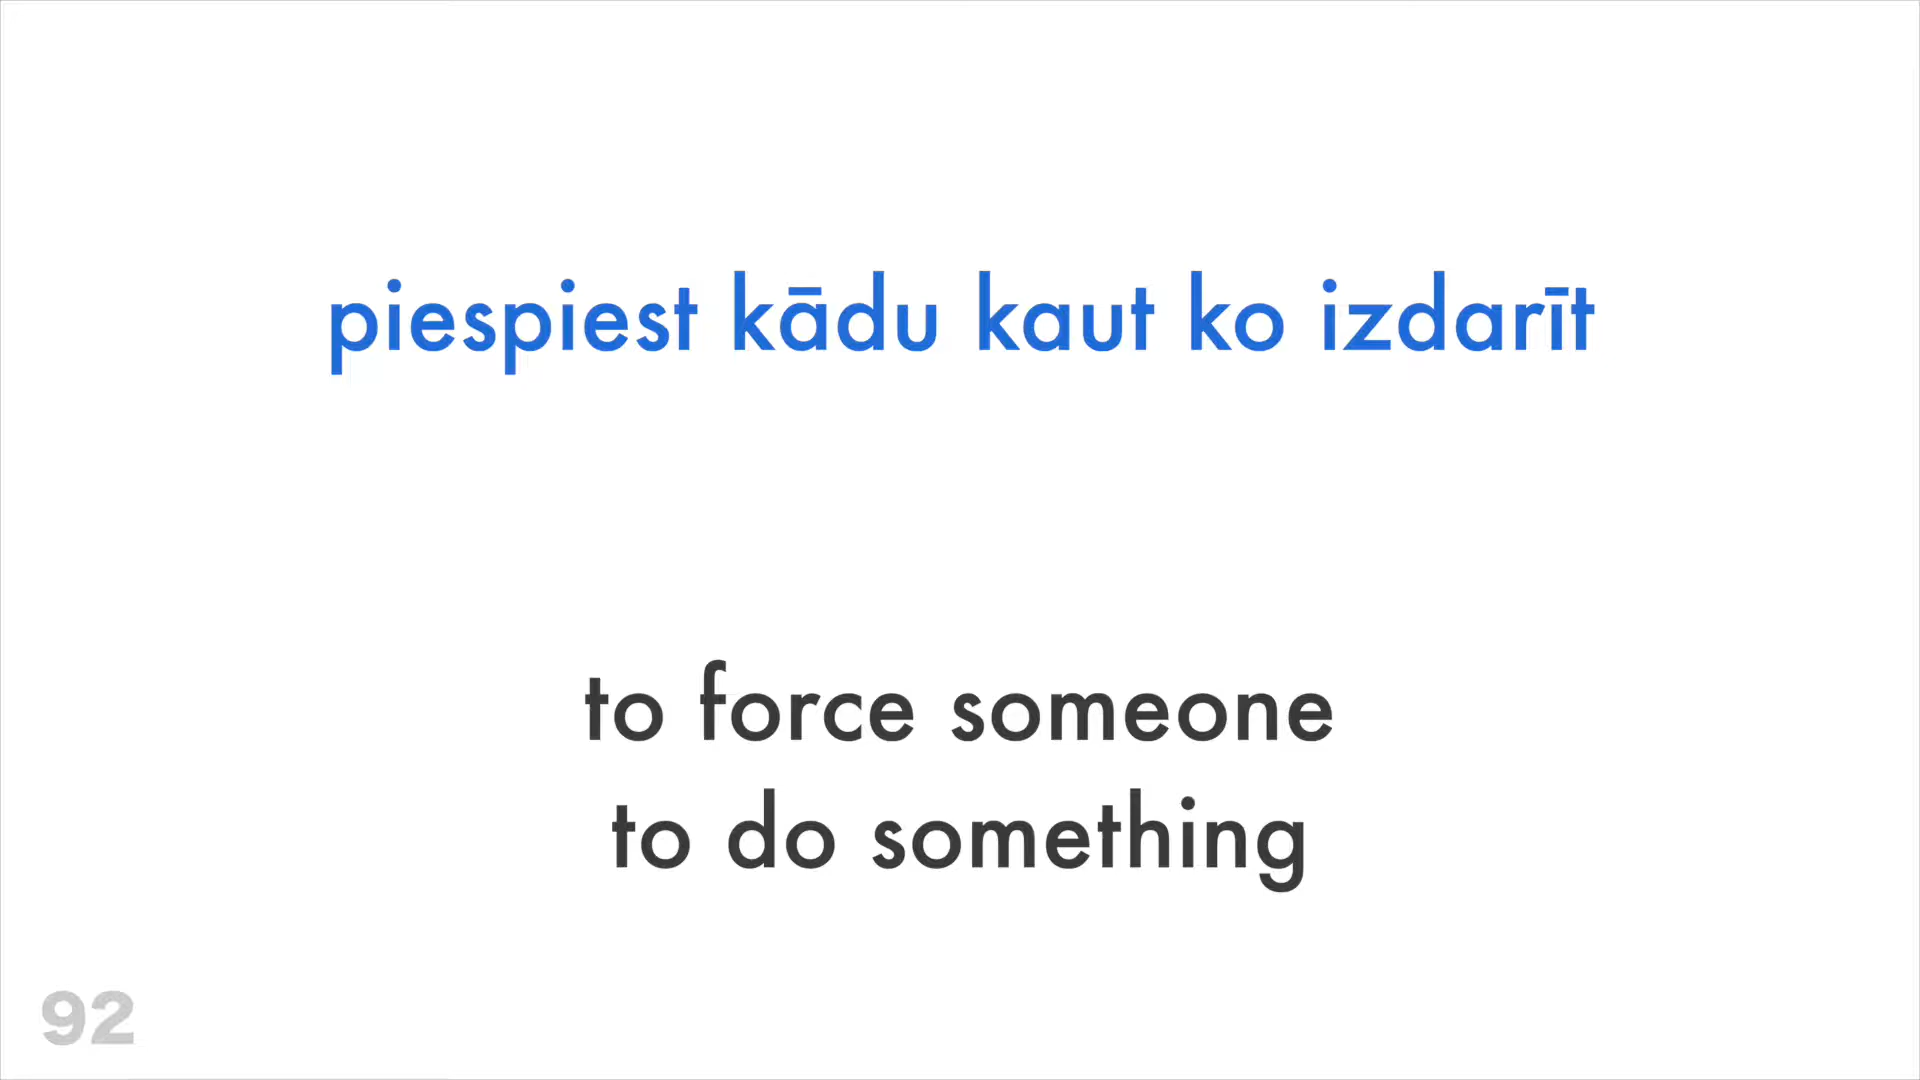 piespiest kādu kaut ko izdarīt
to force someone
to do something
92